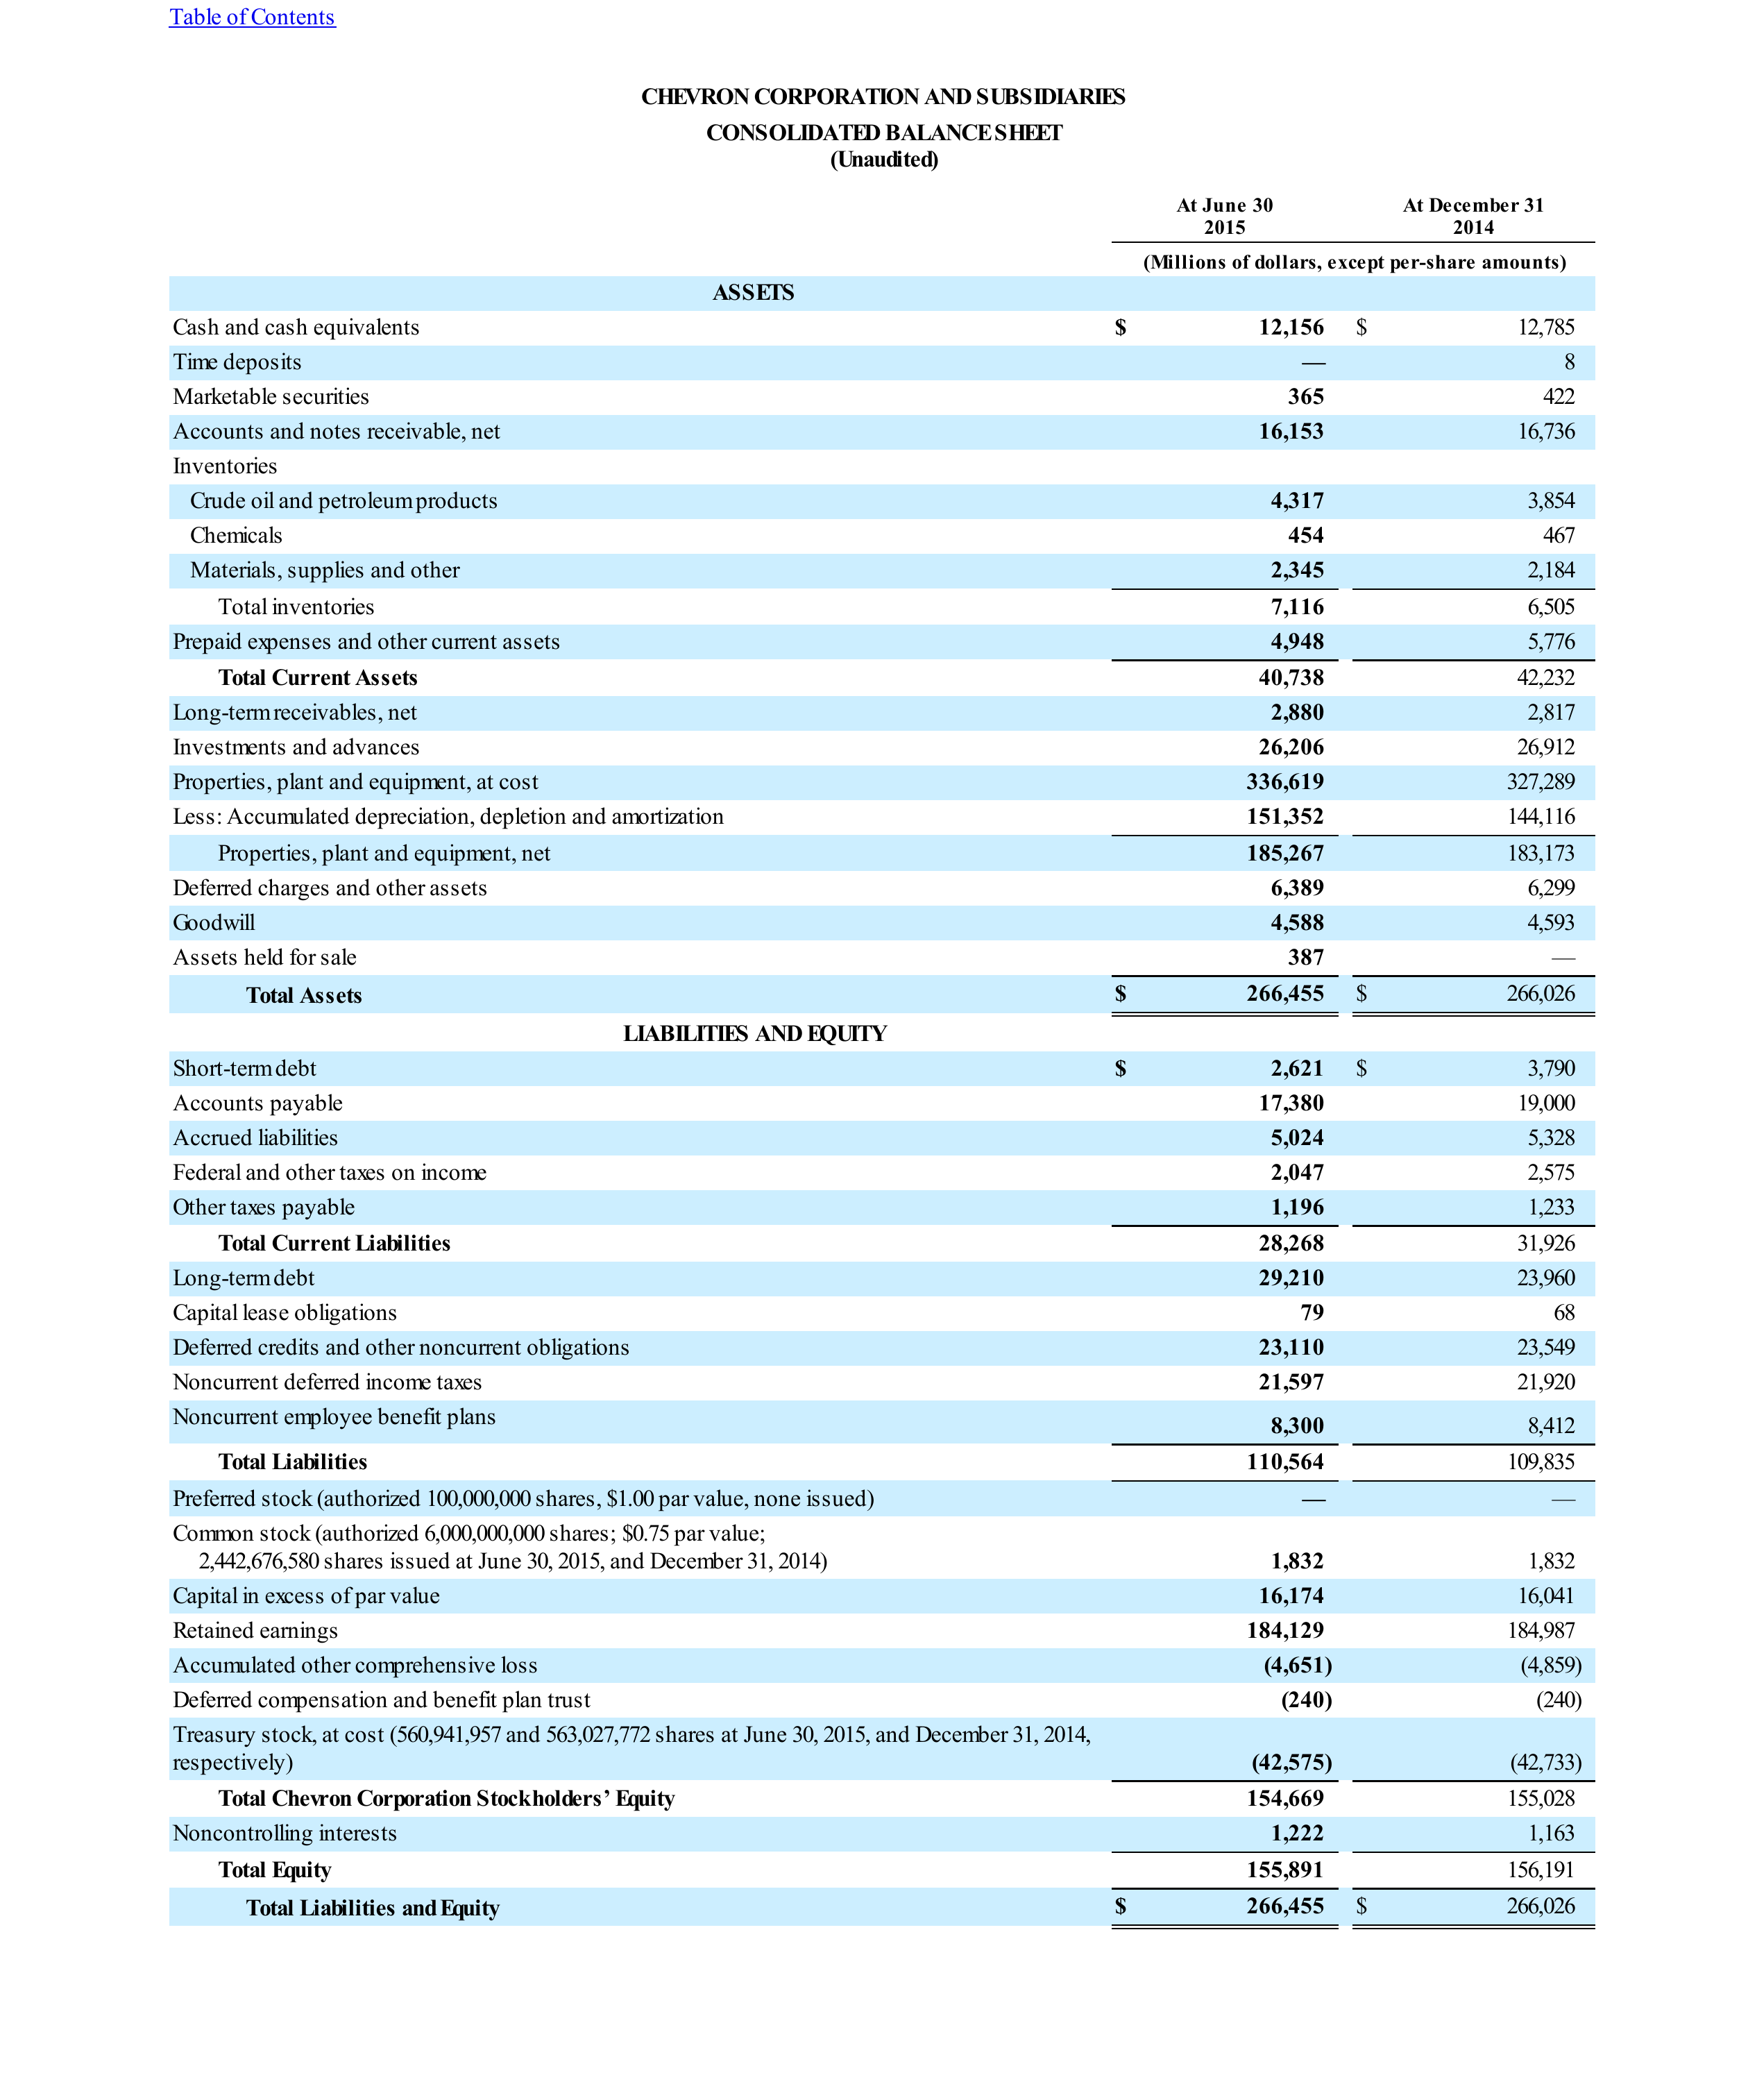 Table of Contents
CHEVRON CORPORATION AND SUBSIDIARIES
CONSOLIDATED BALANCE SHEET
(Unaudited)
At June 30 At December 31
2015 2014
(Millions of dollars, except per-share amounts)
ASSETS
Cash and cash equivalents $ 12,156 $ 12,785
Time deposits — 8
Marketable securities 365 422
Accounts and notes receivable, net 16,153 16,736
Inventories
Crude oil and petroleum products 4,317 3,854
Chemicals 454 467
Materials, supplies and other 2,345 2,184
Total inventories 7,116 6,505
Prepaid expenses and other current assets 4,948 5,776
Total Current Assets 40,738 42,232
Long-term receivables, net 2,880 2,817
Investments and advances 26,206 26,912
Properties, plant and equipment, at cost 336,619 327,289
Less: Accumulated depreciation, depletion and amortization 151,352 144,116
Properties, plant and equipment, net 185,267 183,173
Deferred charges and other assets 6,389 6,299
Goodwill 4,588 4,593
Assets held for sale 387 —
Total Assets $ 266,455 $ 266,026
LIABILITIES AND EQUITY
Short-term debt $ 2,621 $ 3,790
Accounts payable 17,380 19,000
Accrued liabilities 5,024 5,328
Federal and other taxes on income 2,047 2,575
Other taxes payable 1,196 1,233
Total Current Liabilities 28,268 31,926
Long-term debt 29,210 23,960
Capital lease obligations 79 68
Deferred credits and other noncurrent obligations 23,110 23,549
Noncurrent deferred income taxes 21,597 21,920
Noncurrent employee benefit plans 8,300 8,412
Total Liabilities 110,564 109,835
Preferred stock (authorized 100,000,000 shares, $1.00 par value, none issued) — —
Common stock (authorized 6,000,000,000 shares; $0.75 par value;
2,442,676,580 shares issued at June 30, 2015, and December 31, 2014) 1,832 1,832
Capital in excess of par value 16,174 16,041
Retained earnings 184,129 184,987
Accumulated other comprehensive loss (4,651) (4,859)
Deferred compensation and benefit plan trust (240) (240)
Treasury stock, at cost (560,941,957 and 563,027,772 shares at June 30, 2015, and December 31, 2014,
respectively) (42,575) (42,733)
Total Chevron Corporation Stockholders’ Equity 154,669 155,028
Noncontrolling interests 1,222 1,163
Total Equity 155,891 156,191
Total Liabilities and Equity $ 266,455 $ 266,026